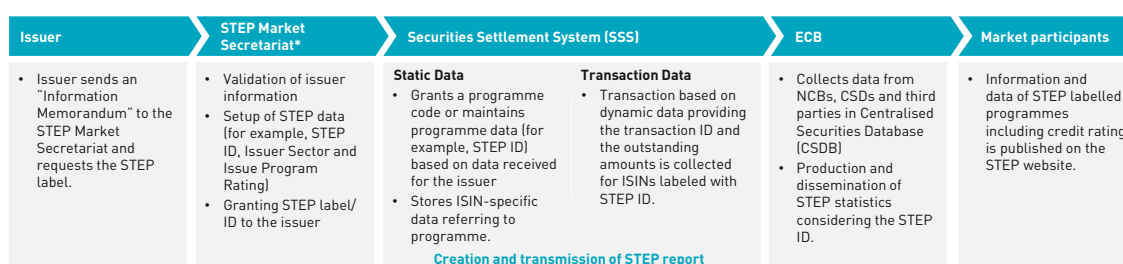 Issuer
STEP Market
Secretariat*
Securities Settlement System (SSS)
ECB
Market participants
• Issuer sends an
“Information
Memorandum” to the
STEP Market
Secretariat and
requests the STEP
label.
• Validation of issuer
information
• Setup of STEP data
(for example, STEP
ID, Issuer Sector and
Issue Program
Rating)
• Granting STEP label/
ID to the issuer
Static Data
• Grants a programme
code or maintains
programme data (for
example, STEP ID)
based on data received
for the issuer
• Stores ISIN-specific
data referring to
programme.
Transaction Data
• Transaction based on
dynamic data providing
the transaction ID and
the outstanding
amounts is collected
for ISINs labeled with
STEP ID.
Creation and transmission of STEP report
• Collects data from
NCBs, CSDs and third
parties in Centralised
Securities Database
(CSDB)
• Production and
dissemination of
STEP statistics
considering the STEP
ID.
• Information and
data of STEP labelled
programmes
including credit rating
is published on the
STEP website.